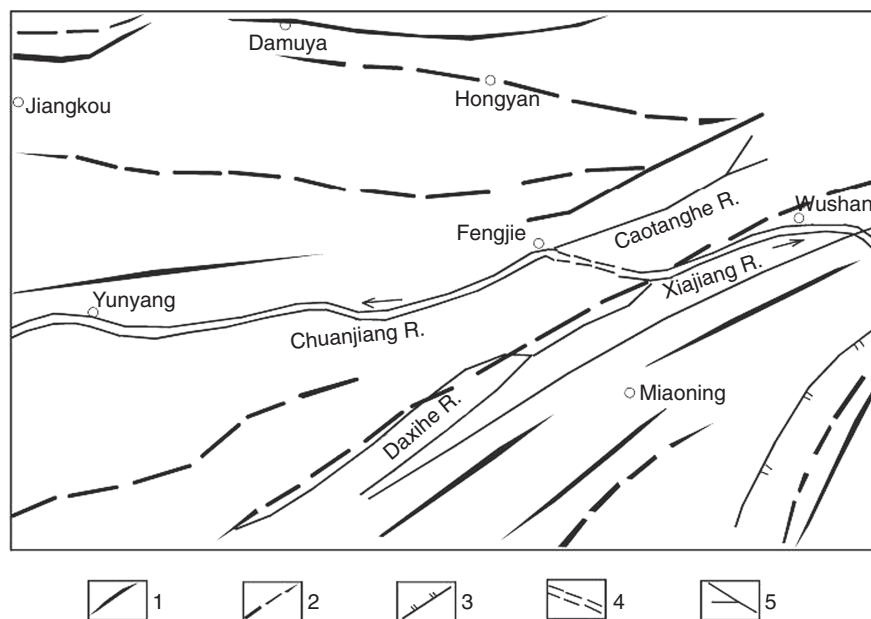 Damuya
Jiangkou
Hongyan
Wushan
Caotanghe R.
Fengjie
Xiajiang R.
Yunyang
Chuanjiang R.
Miaoning
Daxihe R.
1 2 3 4 5